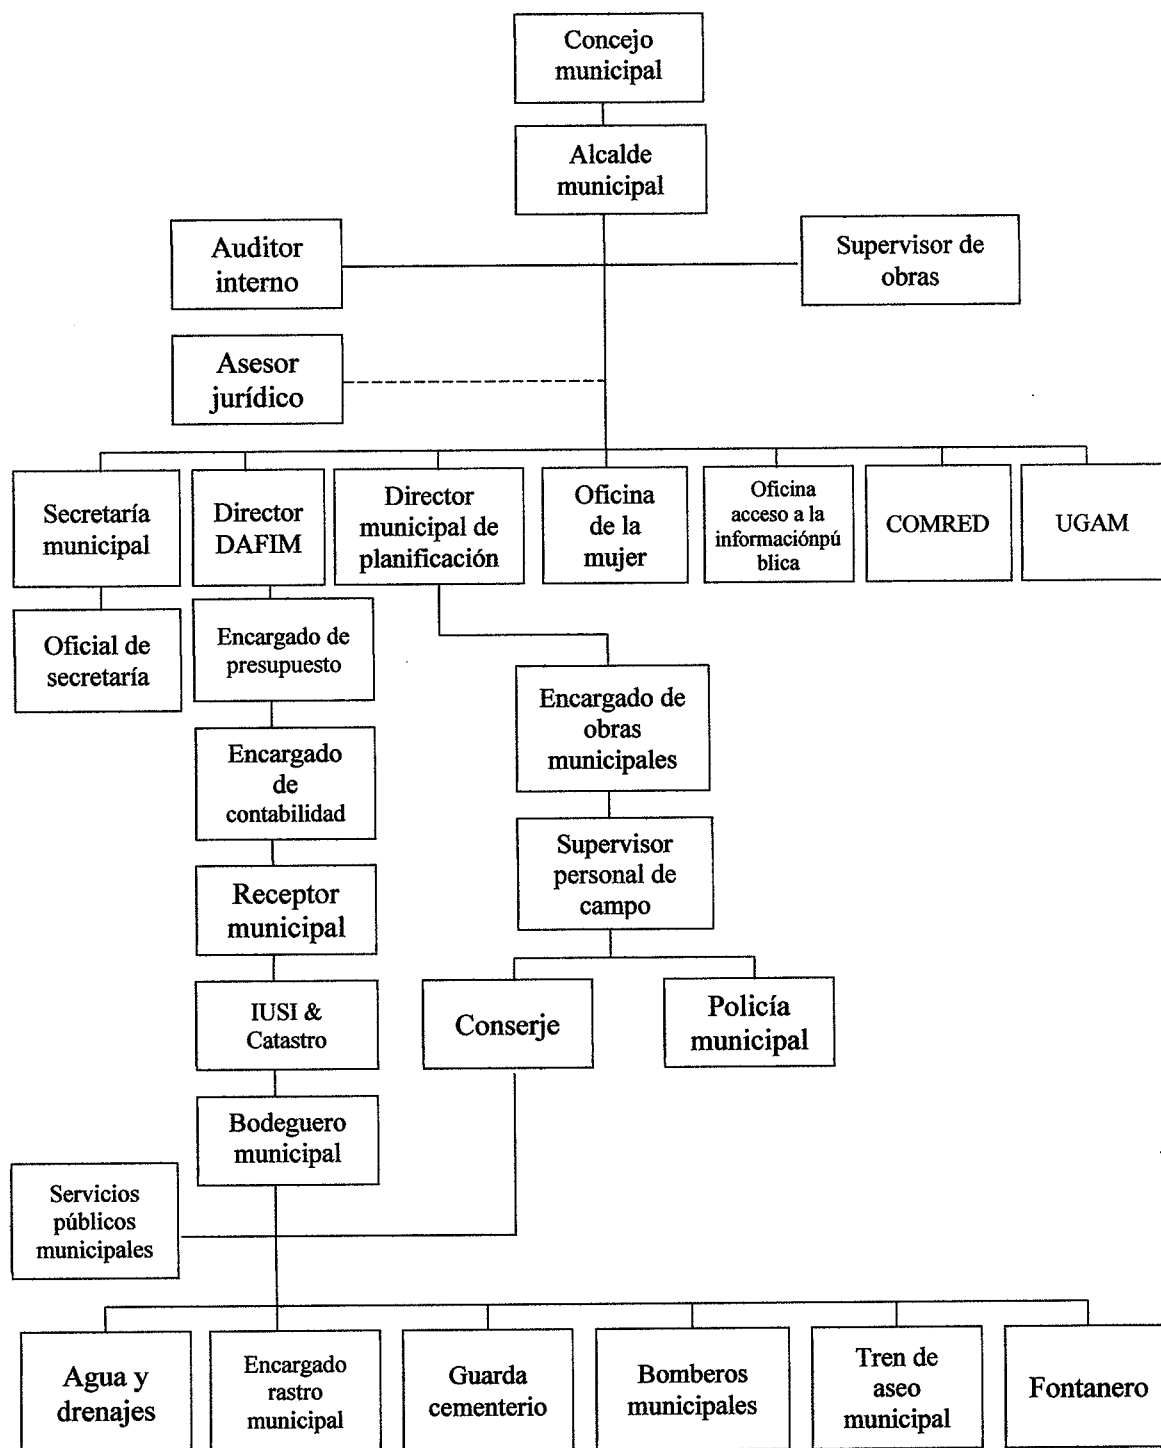 Concejo
municipal
Alcalde
municipal
Auditor
interno
Supervisor de
obras
Asesor
jurídico
Secretaría
municipal
Director
DAFIM
Director
municipal de
planificación
Oficina
de la
mujer
Oficina
acceso a la
informaciónpú
blica
COMRED
UGAM
Oficial de
secretaría
Encargado de
presupuesto
Encargado de
obras
municipales
Encargado
de
contabilidad
Supervisor
personal de
campo
Receptor
municipal
IUSI &
Catastro
Conserje
Policía
municipal
Bodeguero
municipal
Servicios
públicos
municipales
Agua y
drenajes
Encargado
rastro
municipal
Guarda
cementerio
Bomberos
municipales
Tren de
aseo
municipal
Fontanero